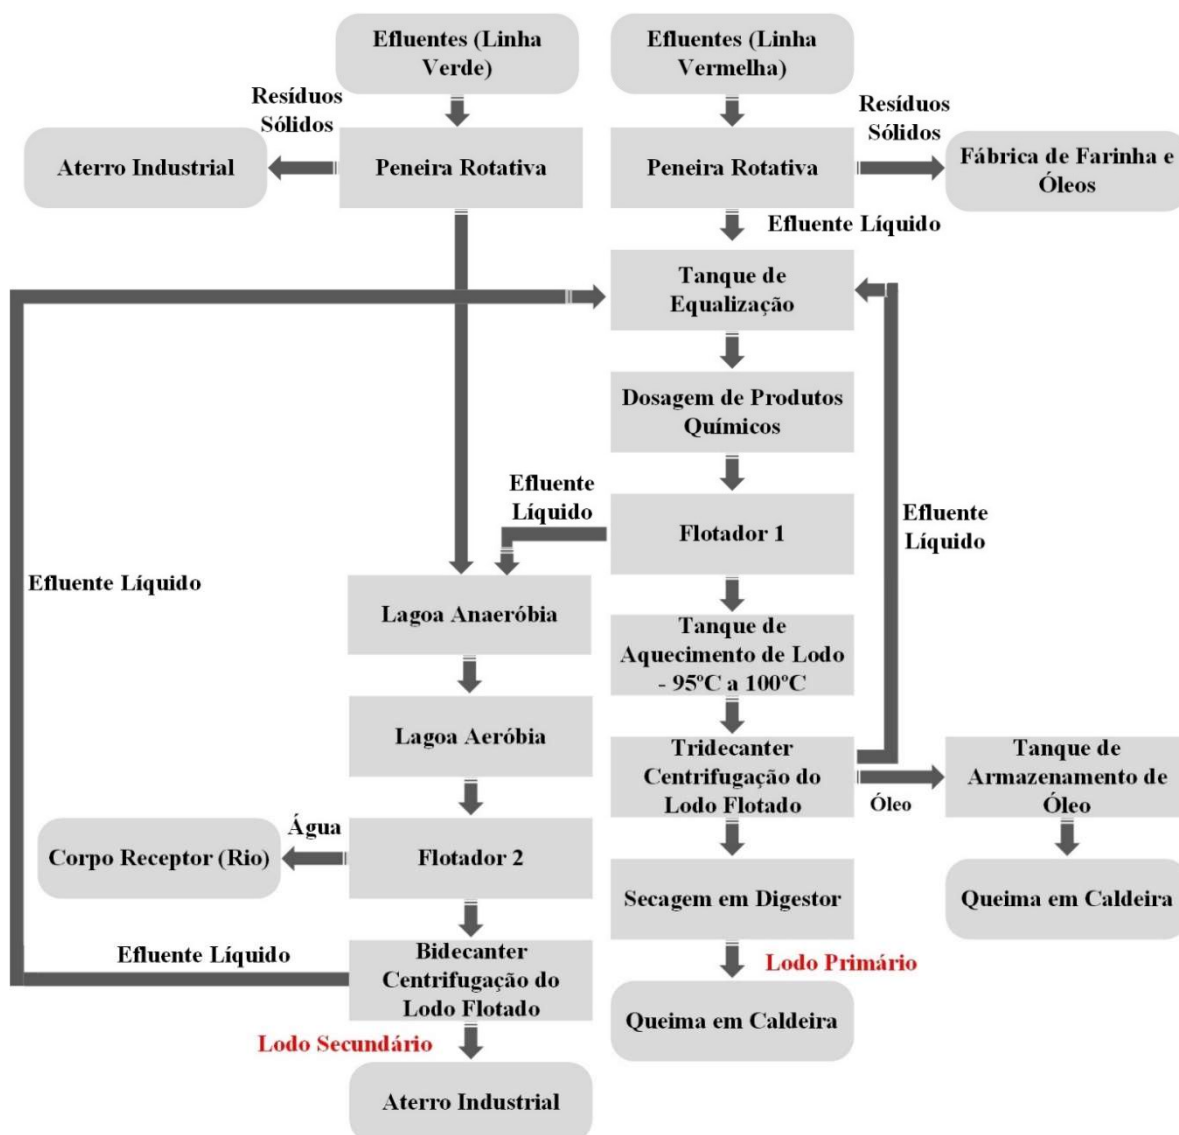 Efluentes (Linha
Verde)
Efluentes (Linha
Vermelha)
Resíduos
Sólidos
Resíduos
Sólidos
Aterro Industrial
Peneira Rotativa
Peneira Rotativa
Fábrica de Farinha e
Óleos
Efluente Líquido
Tanque de
Equalização
Dosagem de Produtos
Químicos
Efluente
Líquido
Flotador 1
Efluente
Líquido
Efluente Líquido
Lagoa Anaeróbia
Tanque de
Aquecimento de Lodo
- 95ºC a 100ºC
Lagoa Aeróbia
Tridecanter
Centrifugação do
Lodo Flotado
Óleo
Tanque de
Armazenamento de
Óleo
Água
Corpo Receptor (Rio)
Flotador 2
Secagem em Digestor
Queima em Caldeira
Efluente Líquido
Bidecanter
Centrifugação do
Lodo Flotado
Lodo Primário
Queima em Caldeira
Lodo Secundário
Aterro Industrial